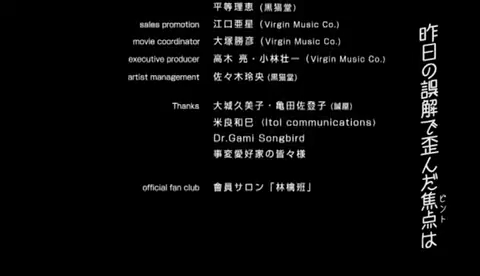 平等理恵 (黒猫堂)
sales promotion 江口亜星 (Virgin Music Co.)
movie coordinator 大塚勝彦 (Virgin Music Co.)
executive producer 高木 亮・小林壮一 (Virgin Music Co.)
artist management 佐々木玲央 (黒猫堂)
Thanks 大城久美子・亀田佐登子 (誠屋)
米良和巳 (Itol communications)
Dr.Gami Songbird
事変愛好家の皆々様
official fan club 會員サロン「林檎班」
昨日の誤解で歪んだ焦点は
ピント